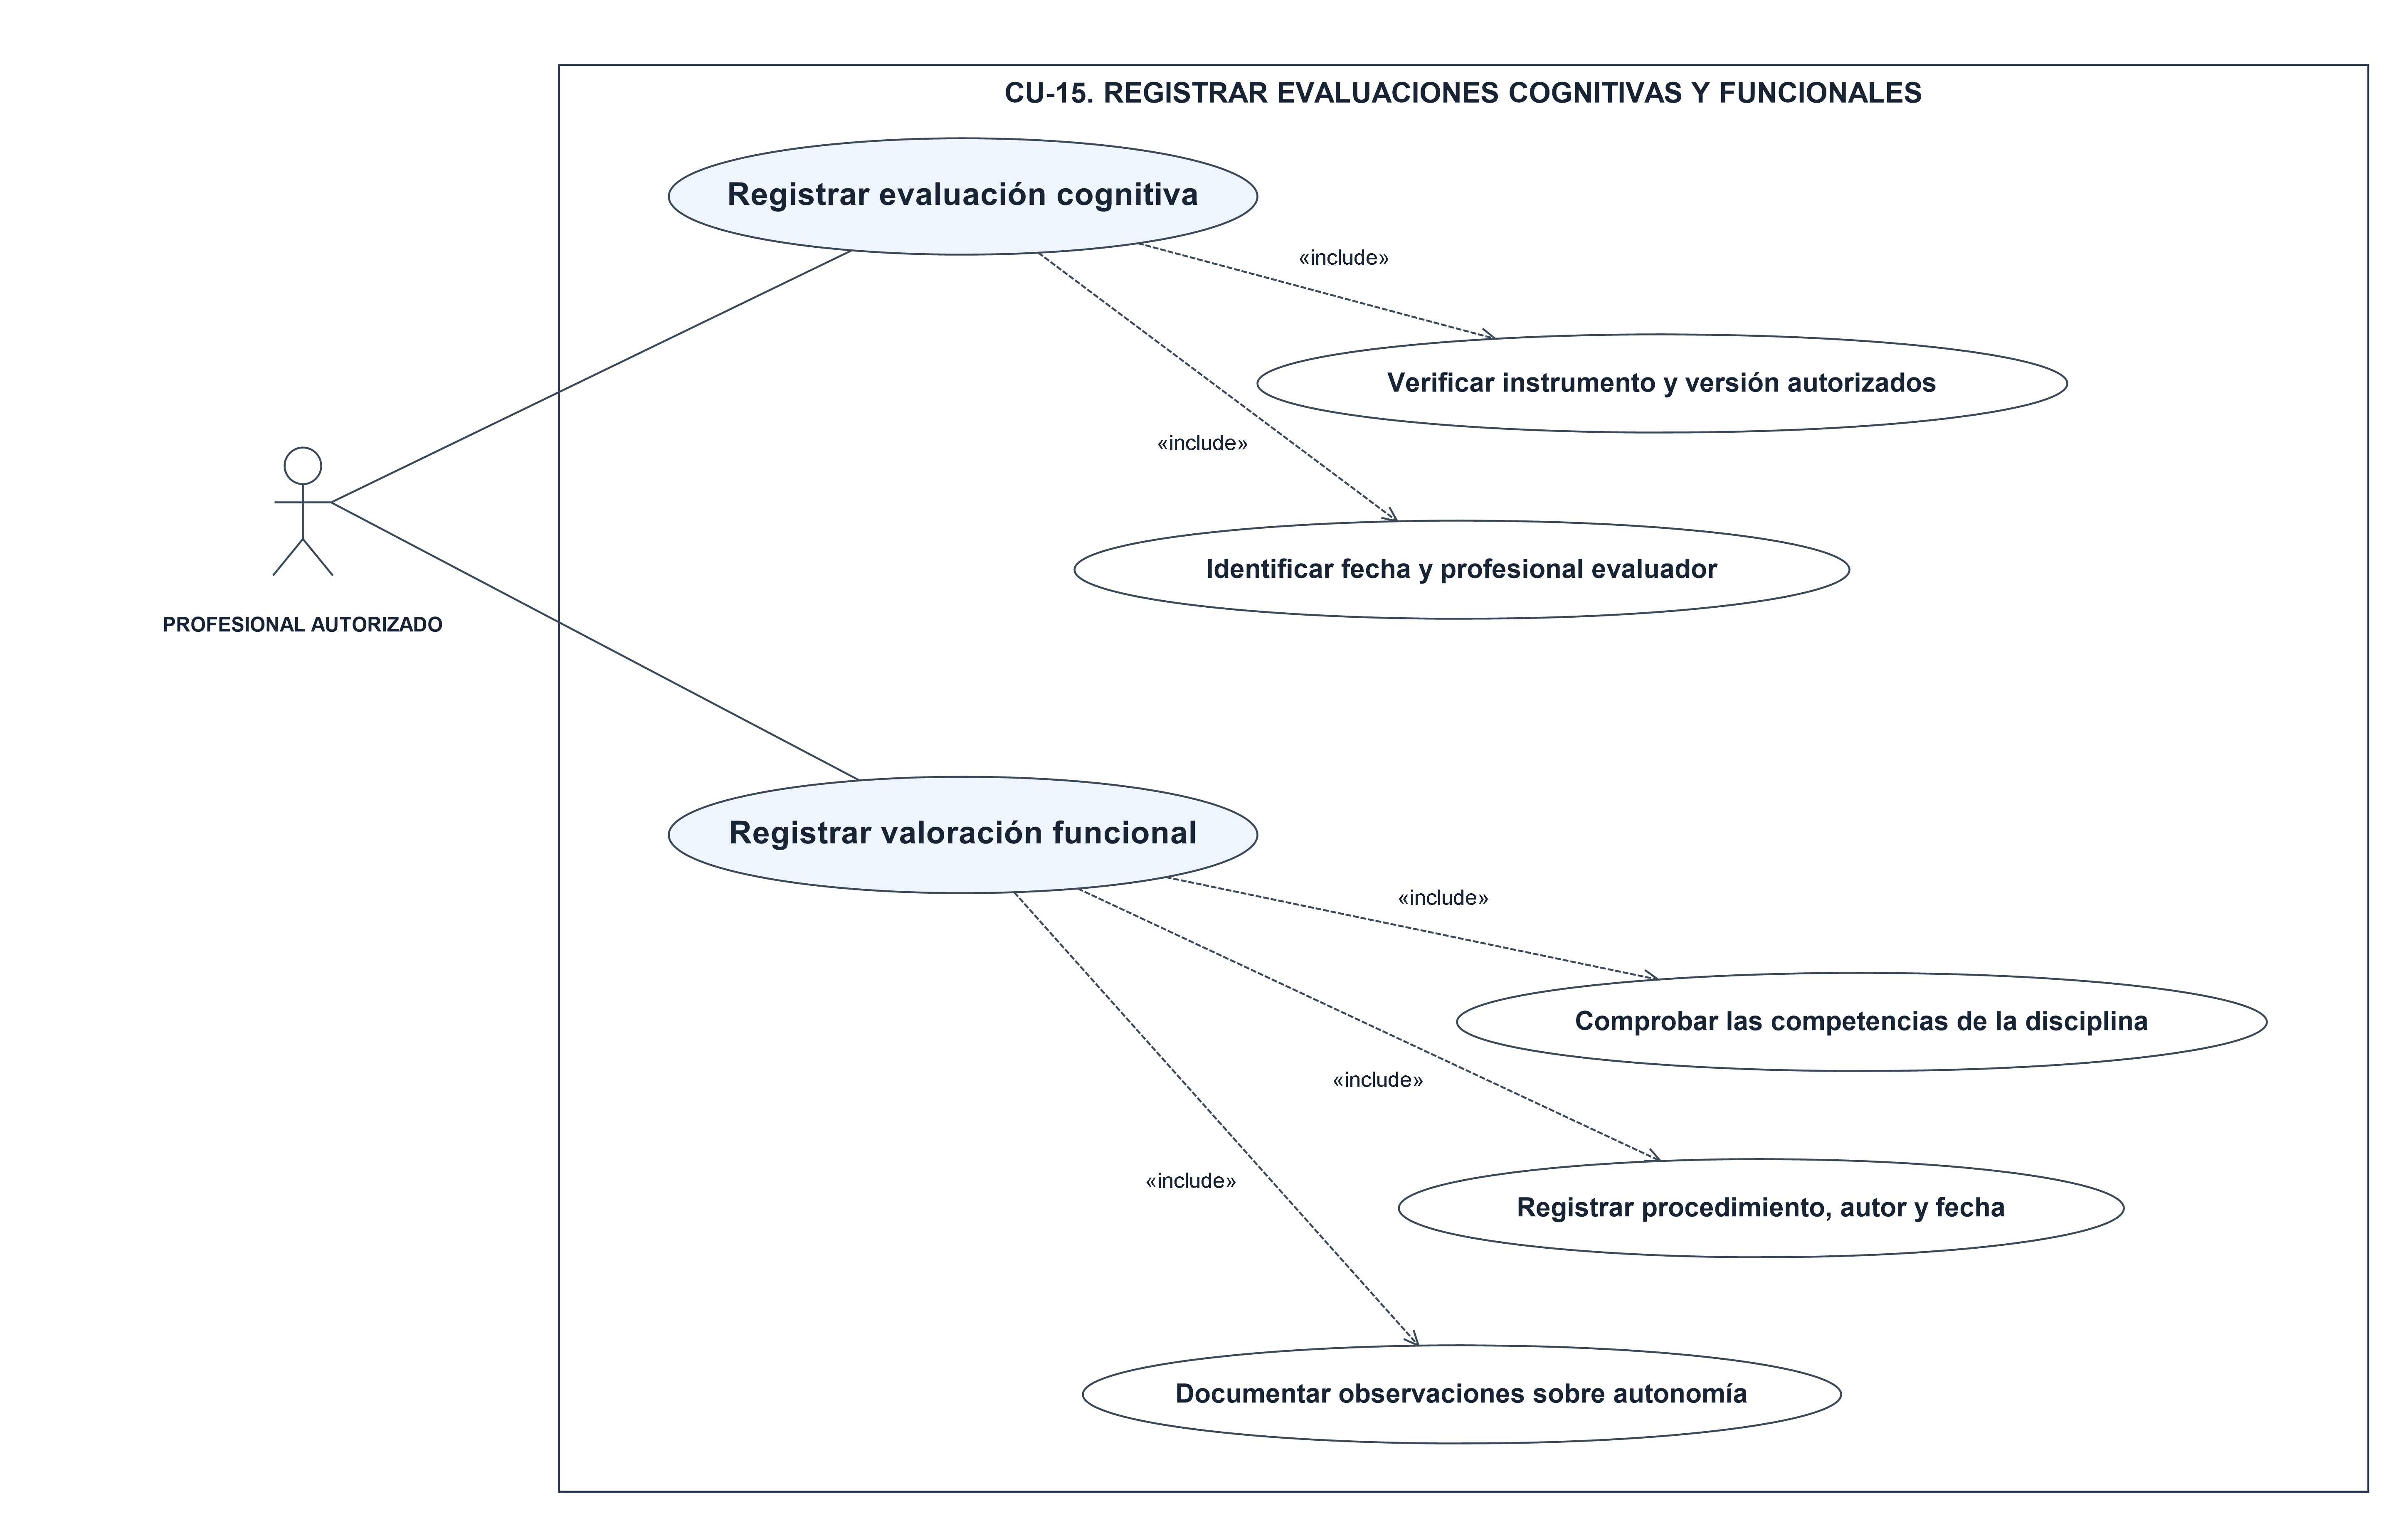 CU-15. REGISTRAR EVALUACIONES COGNITIVAS Y FUNCIONALES
Registrar evaluación cognitiva
«include»
Verificar instrumento y versión autorizados
«include»
Identificar fecha y profesional evaluador
PROFESIONAL AUTORIZADO
Registrar valoración funcional
«include»
Comprobar las competencias de la disciplina
«include»
Registrar procedimiento, autor y fecha
«include»
Documentar observaciones sobre autonomía